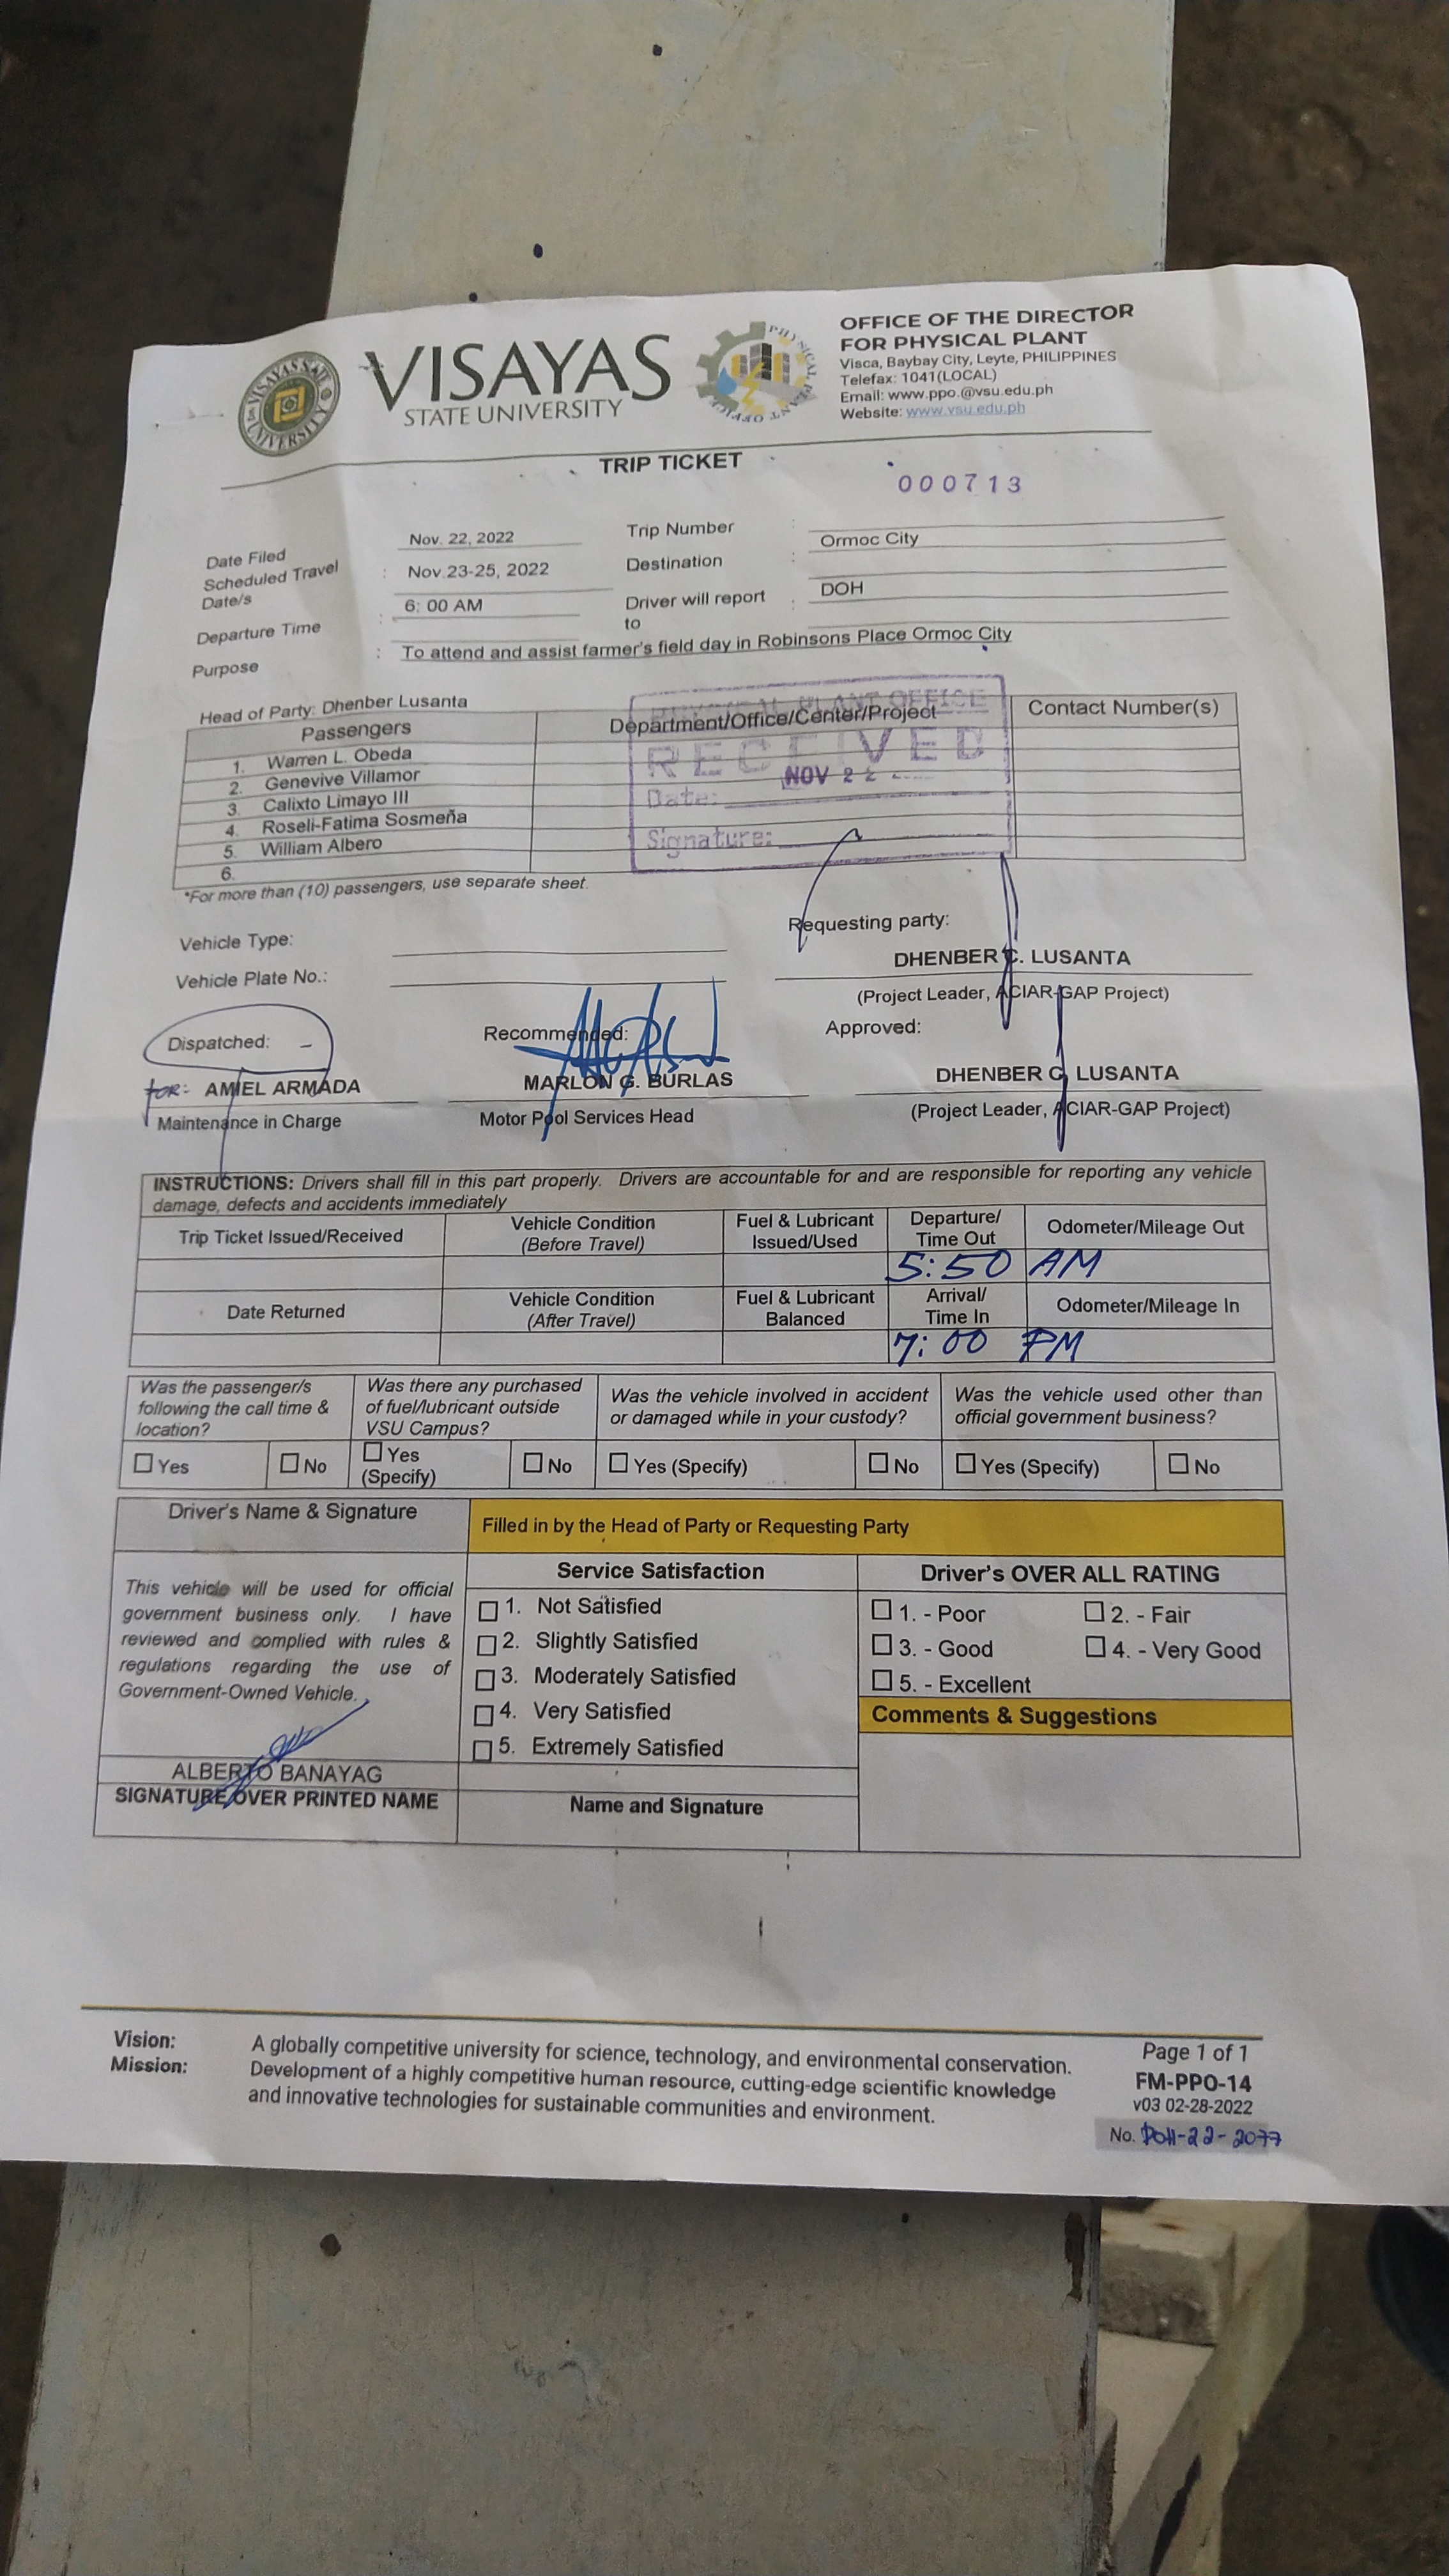 VISAYAS
STATE UNIVERSITY
VISAYAS STATE UNIVERSITY
PHYSICAL PLANT OFFICE
OFFICE OF THE DIRECTOR
FOR PHYSICAL PLANT
Visca, Baybay City, Leyte, PHILIPPINES
Telefax: 1041(LOCAL)
Email: www.ppo.@vsu.edu.ph
Website: www.vsu.edu.ph
TRIP TICKET
000713
Date Filed Nov. 22, 2022 Trip Number :
Scheduled Travel Date/s : Nov.23-25, 2022 Destination Ormoc City
Departure Time : 6: 00 AM Driver will report to : DOH
Purpose : To attend and assist farmer's field day in Robinsons Place Ormoc City
Head of Party: Dhenber Lusanta
Passengers Department/Office/Center/Project Contact Number(s)
1. Warren L. Obeda
2. Genevive Villamor
3. Calixto Limayo III
4. Roseli-Fatima Sosmeña
5. William Albero
6.
PHYSICAL PLANT OFFICE
RECEIVED
Date: NOV 22
Signature:
*For more than (10) passengers, use separate sheet.
Vehicle Type:
Vehicle Plate No.:
Requesting party:
DHENBER C. LUSANTA
(Project Leader, ACIAR-GAP Project)
Dispatched: Recommended: Approved:
for: AMIEL ARMADA MARLON G. BURLAS DHENBER C. LUSANTA
Maintenance in Charge Motor Pool Services Head (Project Leader, ACIAR-GAP Project)
INSTRUCTIONS: Drivers shall fill in this part properly. Drivers are accountable for and are responsible for reporting any vehicle
damage, defects and accidents immediately
Trip Ticket Issued/Received Vehicle Condition (Before Travel) Fuel & Lubricant Issued/Used Departure/ Time Out Odometer/Mileage Out
5:50 AM
Date Returned Vehicle Condition (After Travel) Fuel & Lubricant Balanced Arrival/ Time In Odometer/Mileage In
7:00 PM
Was the passenger/s following the call time & location? Was there any purchased of fuel/lubricant outside VSU Campus? Was the vehicle involved in accident or damaged while in your custody? Was the vehicle used other than official government business?
☐ Yes ☐ No ☐ Yes (Specify) ☐ No ☐ Yes (Specify) ☐ No ☐ Yes (Specify) ☐ No
Driver's Name & Signature
Filled in by the Head of Party or Requesting Party
This vehicle will be used for official
government business only. I have
reviewed and complied with rules &
regulations regarding the use of
Government-Owned Vehicle.
ALBERTO BANAYAG
SIGNATURE OVER PRINTED NAME
Service Satisfaction
☐ 1. Not Satisfied
☐ 2. Slightly Satisfied
☐ 3. Moderately Satisfied
☐ 4. Very Satisfied
☐ 5. Extremely Satisfied
Name and Signature
Driver's OVER ALL RATING
☐ 1. - Poor ☐ 2. - Fair
☐ 3. - Good ☐ 4. - Very Good
☐ 5. - Excellent
Comments & Suggestions
Vision: A globally competitive university for science, technology, and environmental conservation.
Mission: Development of a highly competitive human resource, cutting-edge scientific knowledge
and innovative technologies for sustainable communities and environment.
Page 1 of 1
FM-PPO-14
v03 02-28-2022
No. DOH-22-2077